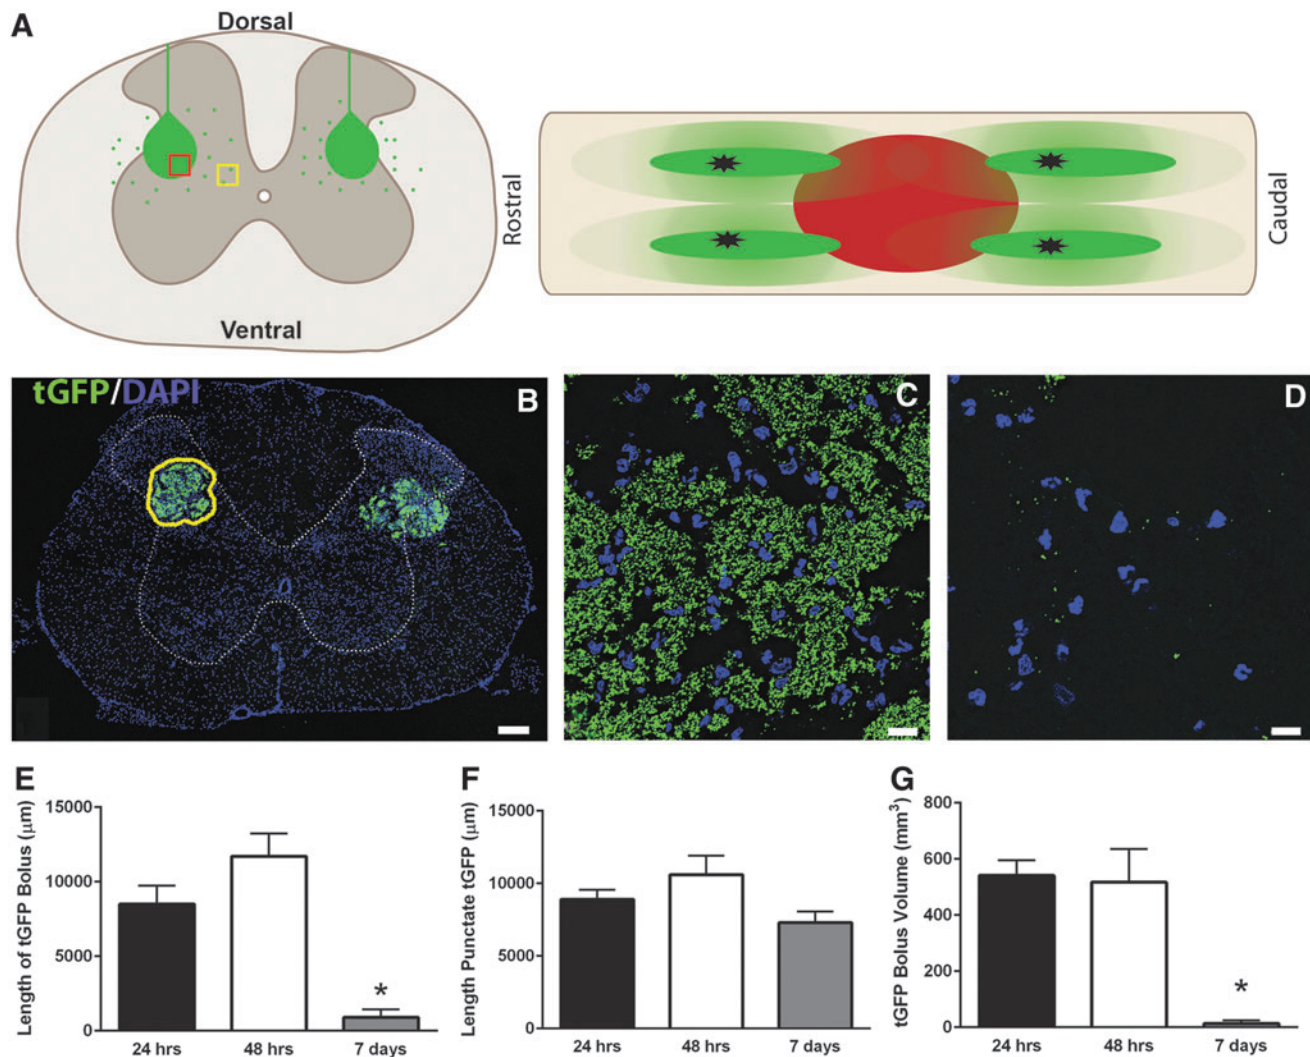 A
Dorsal
Ventral
Rostral
Caudal
tGFP/DAPI
B
C
D
E
Length of tGFP Bolus (μm)
15000
10000
5000
0
24 hrs
48 hrs
7 days
*
F
Length Punctate tGFP (μm)
15000
10000
5000
0
24 hrs
48 hrs
7 days
G
tGFP Bolus Volume (mm³)
800
600
400
200
0
24 hrs
48 hrs
7 days
*